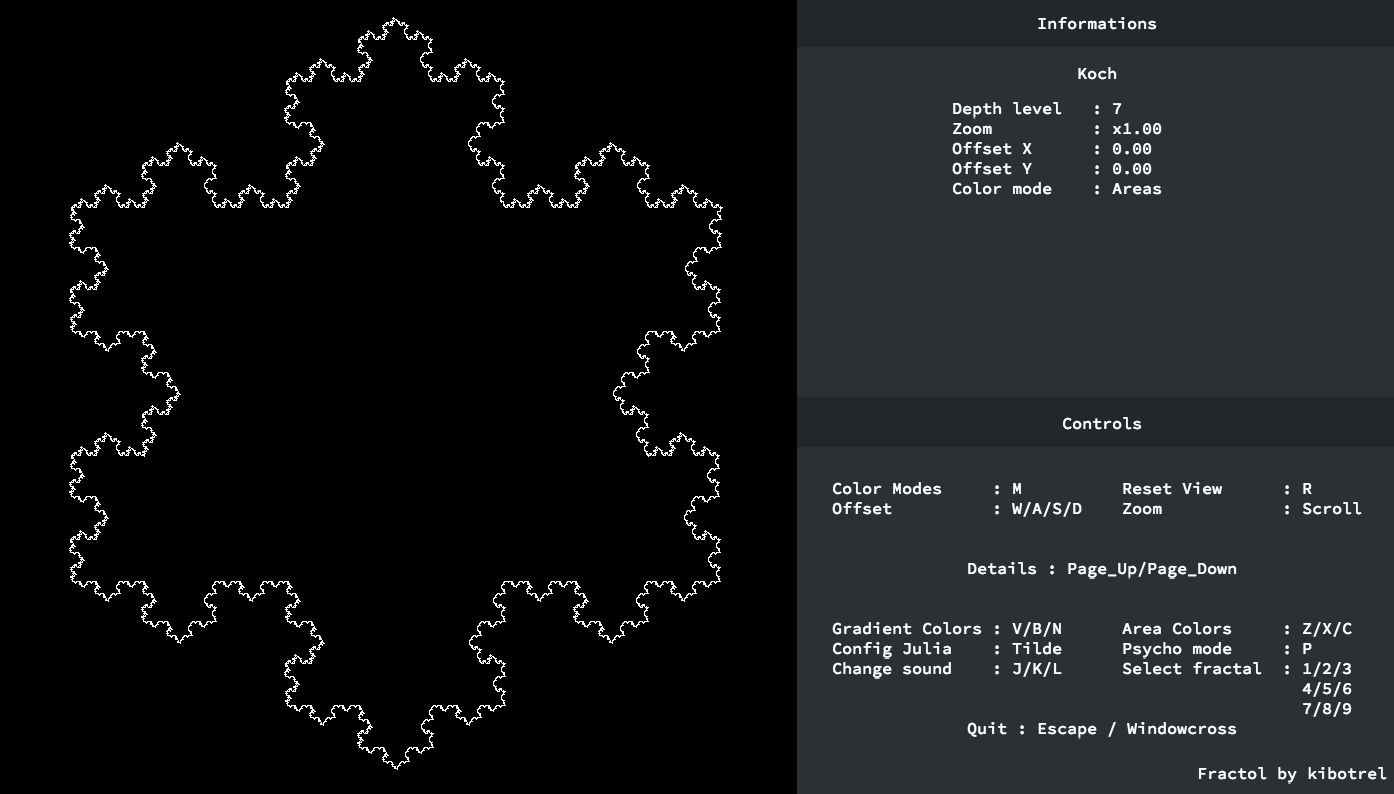 Informations
Koch
Depth level : 7
Zoom : x1.00
Offset X : 0.00
Offset Y : 0.00
Color mode : Areas
Controls
Color Modes : M Reset View : R
Offset : W/A/S/D Zoom : Scroll
Details : Page_Up/Page_Down
Gradient Colors : V/B/N Area Colors : Z/X/C
Config Julia : Tilde Psycho mode : P
Change sound : J/K/L Select fractal : 1/2/3
4/5/6
7/8/9
Quit : Escape / Windowcross
Fractol by kibotrel